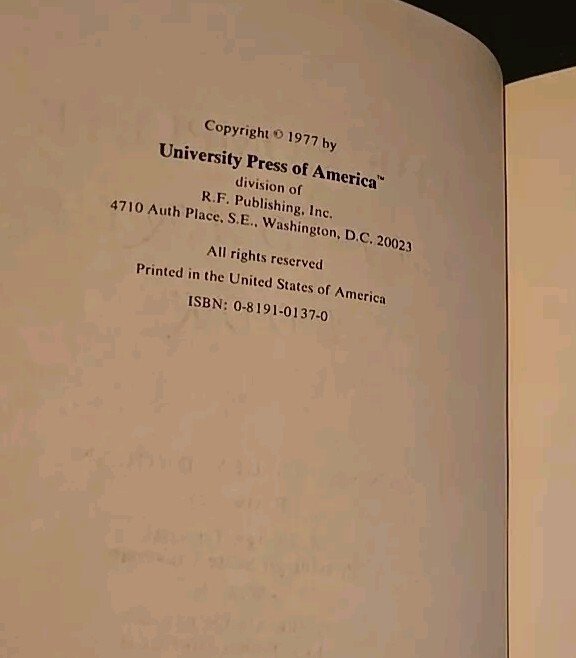 Copyright © 1977 by
University Press of America™
division of
R.F. Publishing, Inc.
4710 Auth Place, S.E., Washington, D.C. 20023
All rights reserved
Printed in the United States of America
ISBN: 0-8191-0137-0